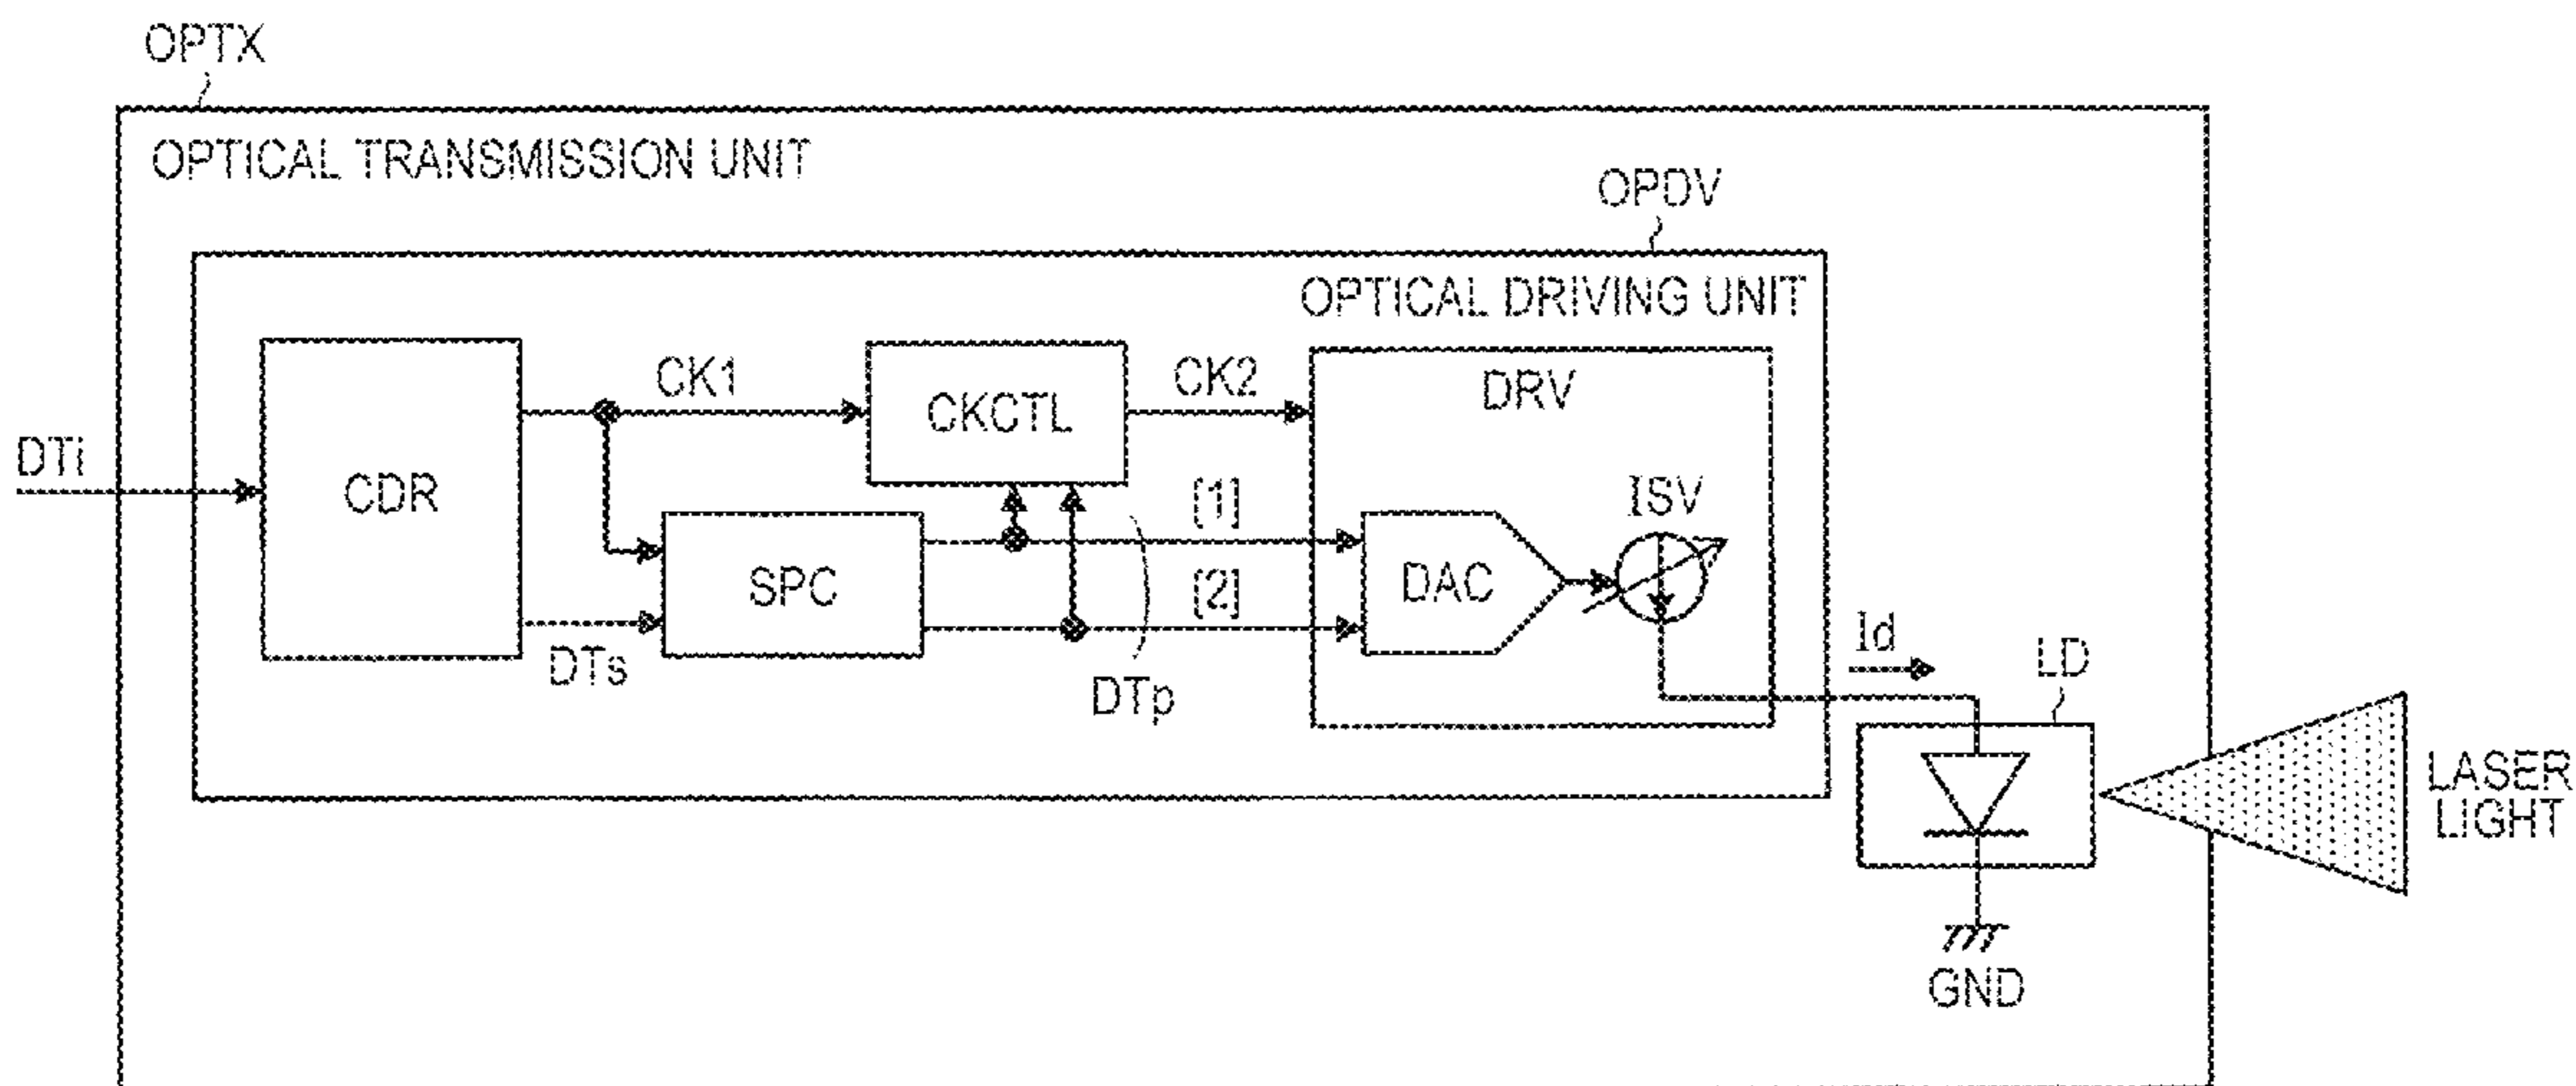 OPTX
OPTICAL TRANSMISSION UNIT
OPDV
OPTICAL DRIVING UNIT
CK1
CK2
DRV
CKCTL
DTi
CDR
[1]
ISV
SPC
[2]
DAC
DTs
DTp
Id
LD
LASER
LIGHT
GND